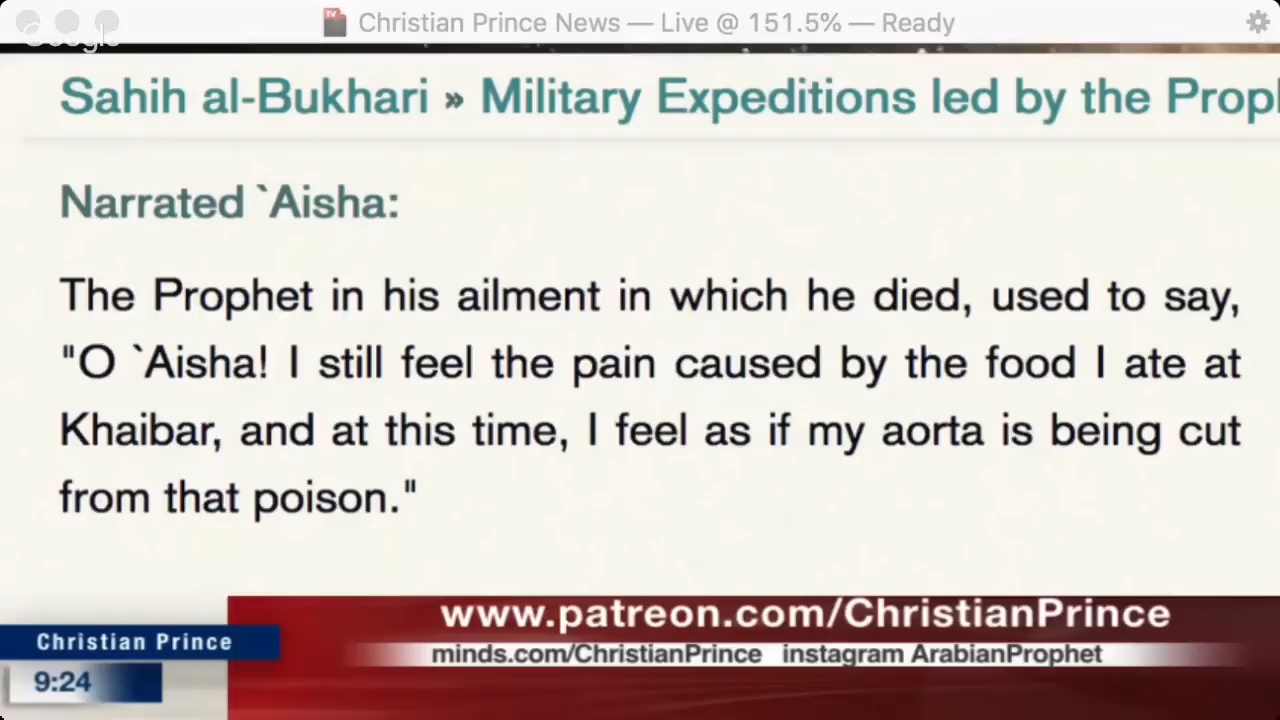 TV
Christian Prince News — Live @ 151.5% — Ready
Google
Sahih al-Bukhari » Military Expeditions led by the Prop
Narrated `Aisha:
The Prophet in his ailment in which he died, used to say,
"O `Aisha! I still feel the pain caused by the food I ate at
Khaibar, and at this time, I feel as if my aorta is being cut
from that poison."
www.patreon.com/ChristianPrince
Christian Prince
minds.com/ChristianPrince instagram ArabianProphet
9:24